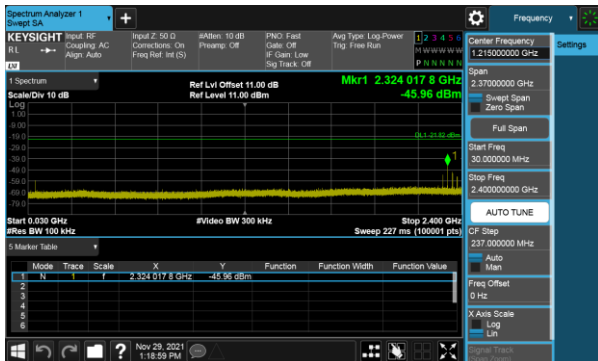 Spectrum Analyzer 1
Swept SA
Frequency
KEYSIGHT
RL
Input: RF
Coupling: AC
Align: Auto
Input Z: 50 Ω
Corrections: On
Freq Ref: Int (S)
#Atten: 10 dB
Preamp: Off
PNO: Fast
Gate: Off
IF Gain: Low
Sig Track: Off
Avg Type: Log-Power
Trig: Free Run
1 2 3 4 5 6
M W W W W W
P N N N N N
1 Spectrum
Scale/Div 10 dB
Ref Lvl Offset 11.00 dB
Ref Level 11.00 dBm
Mkr1 2.324 017 8 GHz
-45.96 dBm
Log
1.00
-9.00
-19.0
-29.0
-39.0
-49.0
-59.0
-69.0
-79.0
DL1 -21.82 dBm
1
Start 0.030 GHz
#Res BW 100 kHz
#Video BW 300 kHz
Stop 2.400 GHz
Sweep 227 ms (100001 pts)
5 Marker Table
Mode Trace Scale X Y Function Function Width Function Value
1 N 1 f 2.324 017 8 GHz -45.96 dBm
2
3
4
5
6
Nov 29, 2021
1:18:59 PM
Center Frequency
1.215000000 GHz
Settings
Span
2.37000000 GHz
Swept Span
Zero Span
Full Span
Start Freq
30.000000 MHz
Stop Freq
2.400000000 GHz
AUTO TUNE
CF Step
237.000000 MHz
Auto
Man
Freq Offset
0 Hz
X Axis Scale
Log
Lin
Signal Track